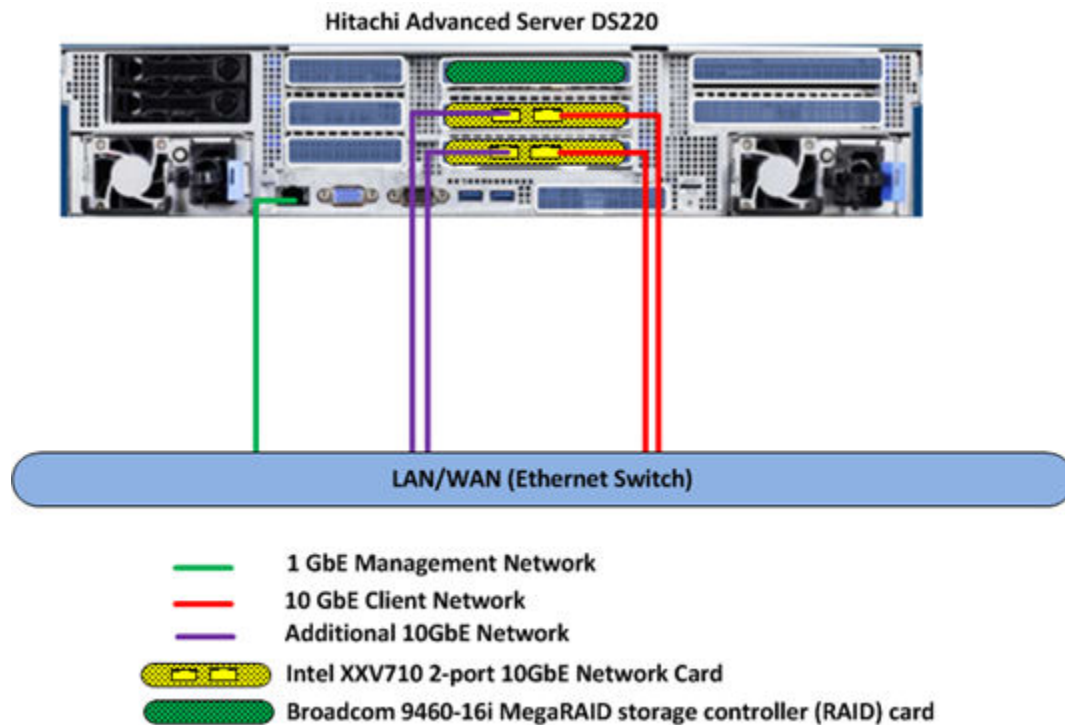 Hitachi Advanced Server DS220
LAN/WAN (Ethernet Switch)
1 GbE Management Network
10 GbE Client Network
Additional 10GbE Network
Intel XXV710 2-port 10GbE Network Card
Broadcom 9460-16i MegaRAID storage controller (RAID) card